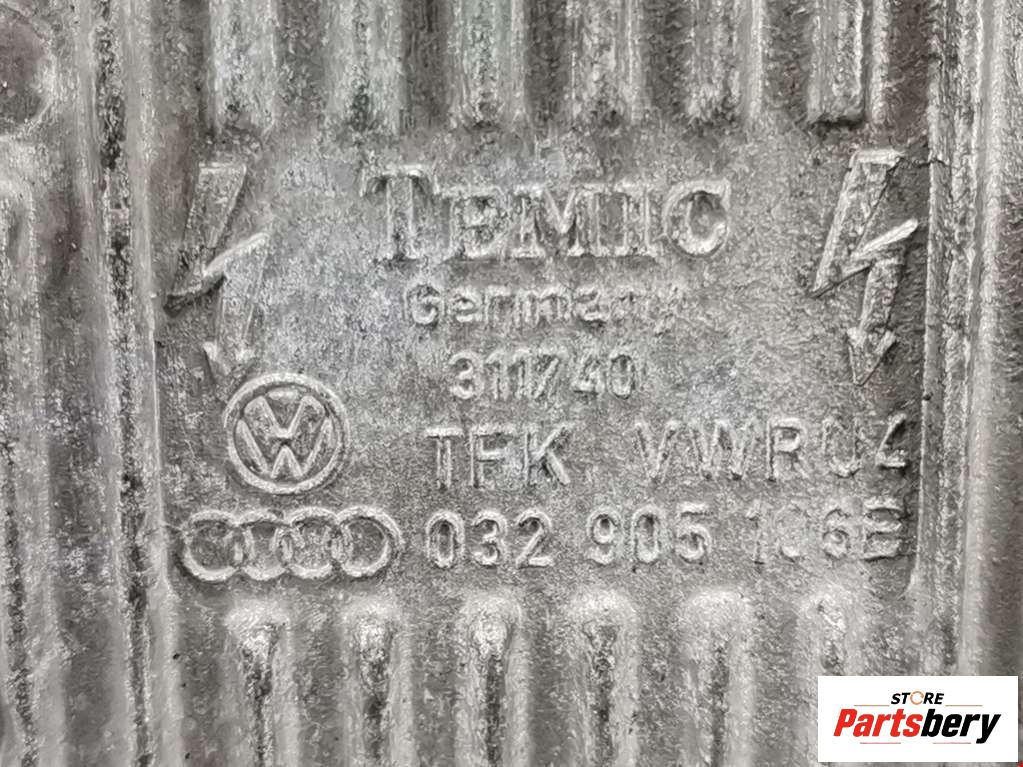 TEMIC
Germany
311740
TFK VWR04
032 905 106B
STORE
Partsbery